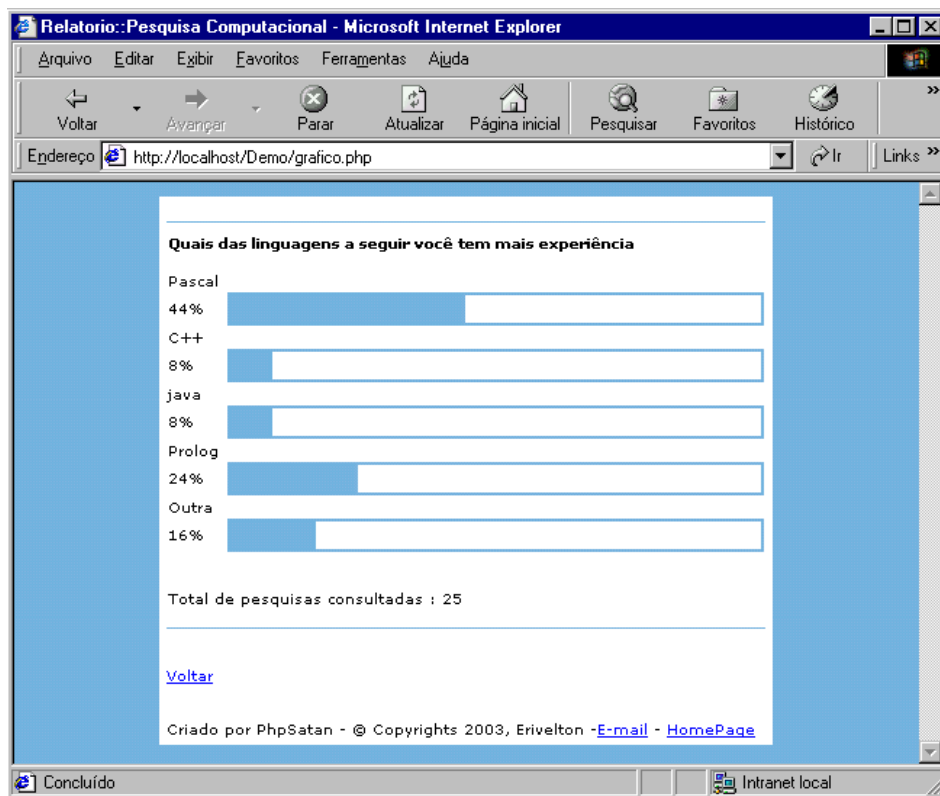 Relatorio::Pesquisa Computacional - Microsoft Internet Explorer
Arquivo Editar Exibir Favoritos Ferramentas Ajuda
Voltar Avançar Parar Atualizar Página inicial Pesquisar Favoritos Histórico »
Endereço http://localhost/Demo/grafico.php Ir Links »
Quais das linguagens a seguir você tem mais experiência
Pascal
44%
C++
8%
java
8%
Prolog
24%
Outra
16%
Total de pesquisas consultadas : 25
Voltar
Criado por PhpSatan - © Copyrights 2003, Erivelton -E-mail - HomePage
Concluído Intranet local